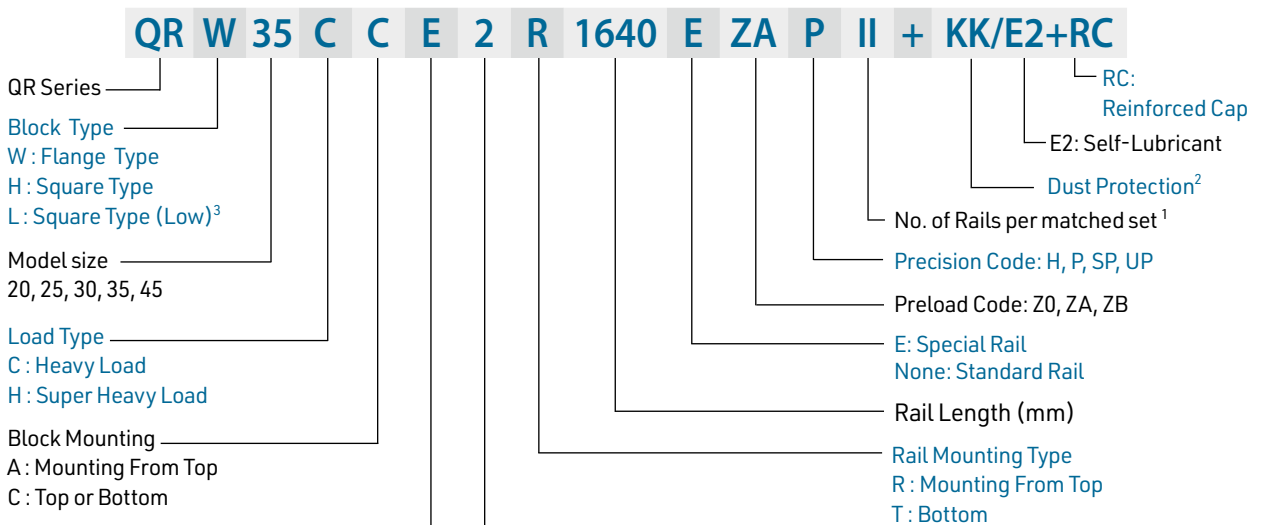 QR W 35 C C E 2 R 1640 E ZA P II + KK/E2+RC
QR Series
Block Type
W : Flange Type
H : Square Type
L : Square Type (Low)3
Model size
20, 25, 30, 35, 45
Load Type
C : Heavy Load
H : Super Heavy Load
Block Mounting
A : Mounting From Top
C : Top or Bottom
RC:
Reinforced Cap
E2: Self-Lubricant
Dust Protection2
No. of Rails per matched set 1
Precision Code: H, P, SP, UP
Preload Code: Z0, ZA, ZB
E: Special Rail
None: Standard Rail
Rail Length (mm)
Rail Mounting Type
R : Mounting From Top
T : Bottom